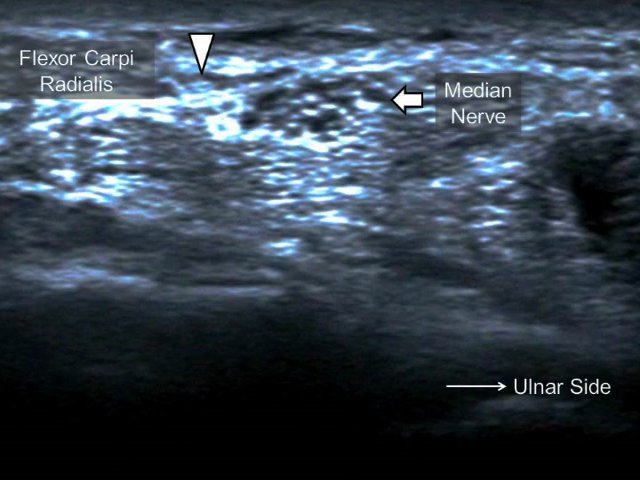 Flexor Carpi
Radialis
Median
Nerve
Ulnar Side